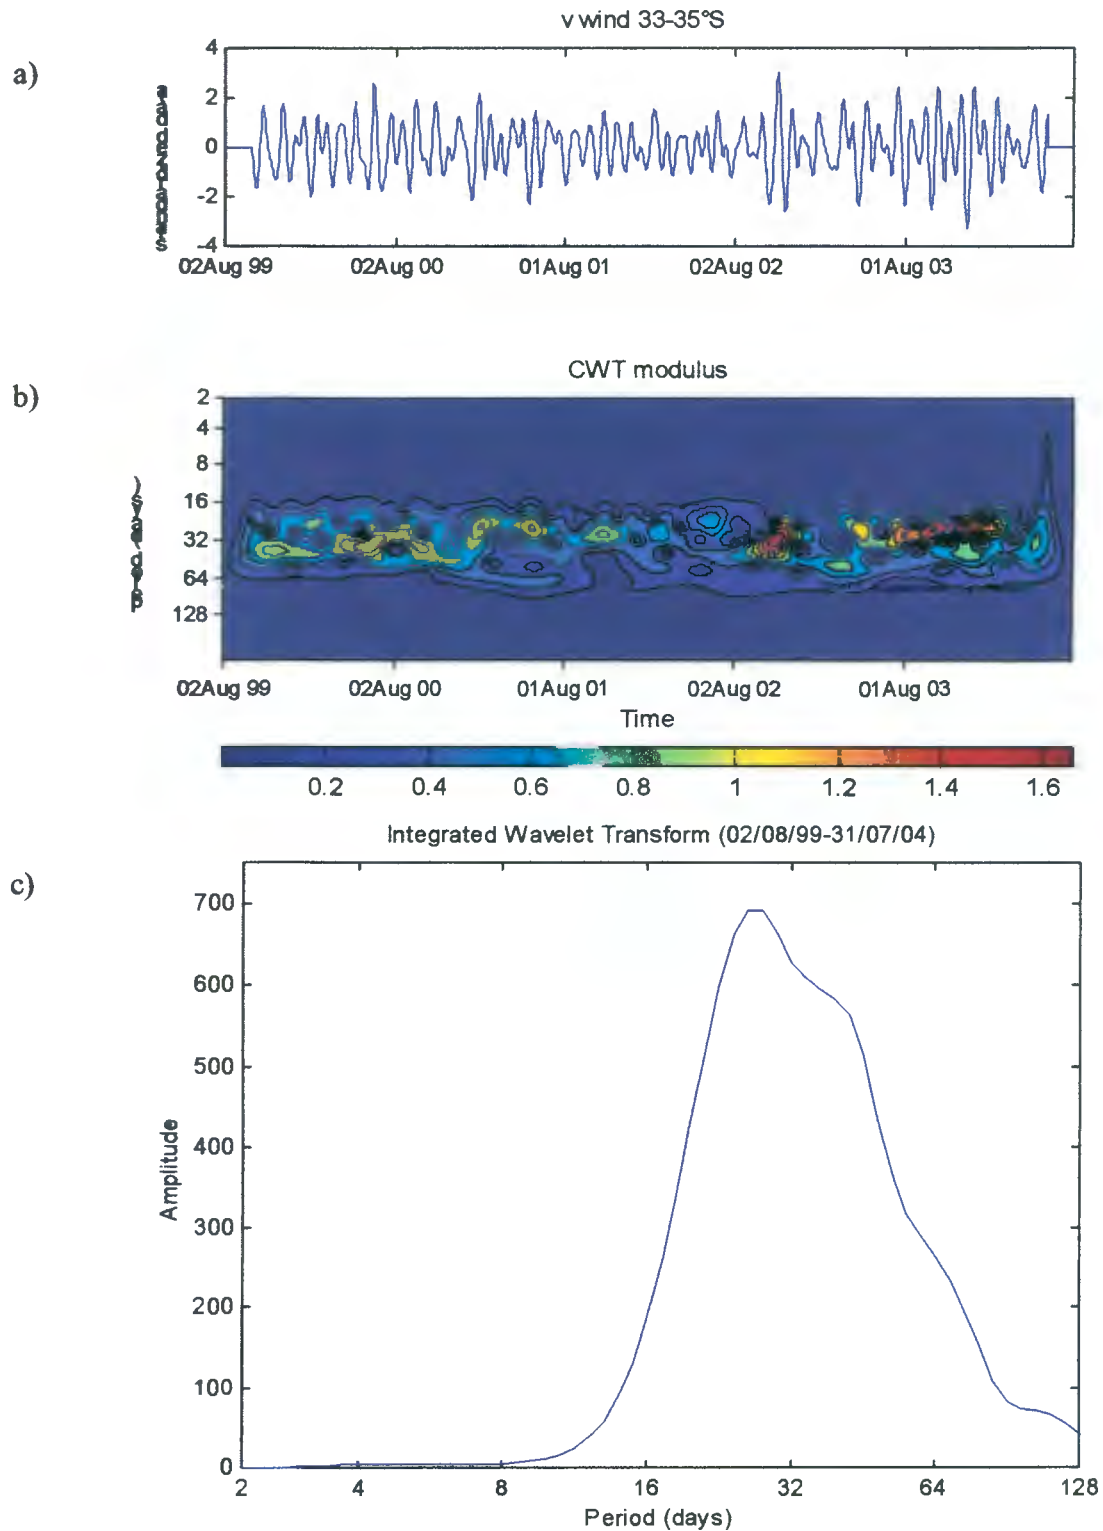 v wind 33-35°S
a)
4
2
0
-2
-4
02Aug 99 02Aug 00 01Aug 01 02Aug 02 01Aug 03
CWT modulus
b)
2
4
8
16
32
64
128
02Aug 99 02Aug 00 01Aug 01 02Aug 02 01Aug 03
Time
0.2 0.4 0.6 0.8 1 1.2 1.4 1.6
Integrated Wavelet Transform (02/08/99-31/07/04)
c)
700
600
500
400
300
200
100
0
Amplitude
2 4 8 16 32 64 128
Period (days)